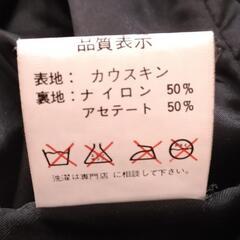 品質表示
表地: カウスキン
裏地: ナイロン 50%
アセテート 50%
洗濯は専門店に相談して下さい。